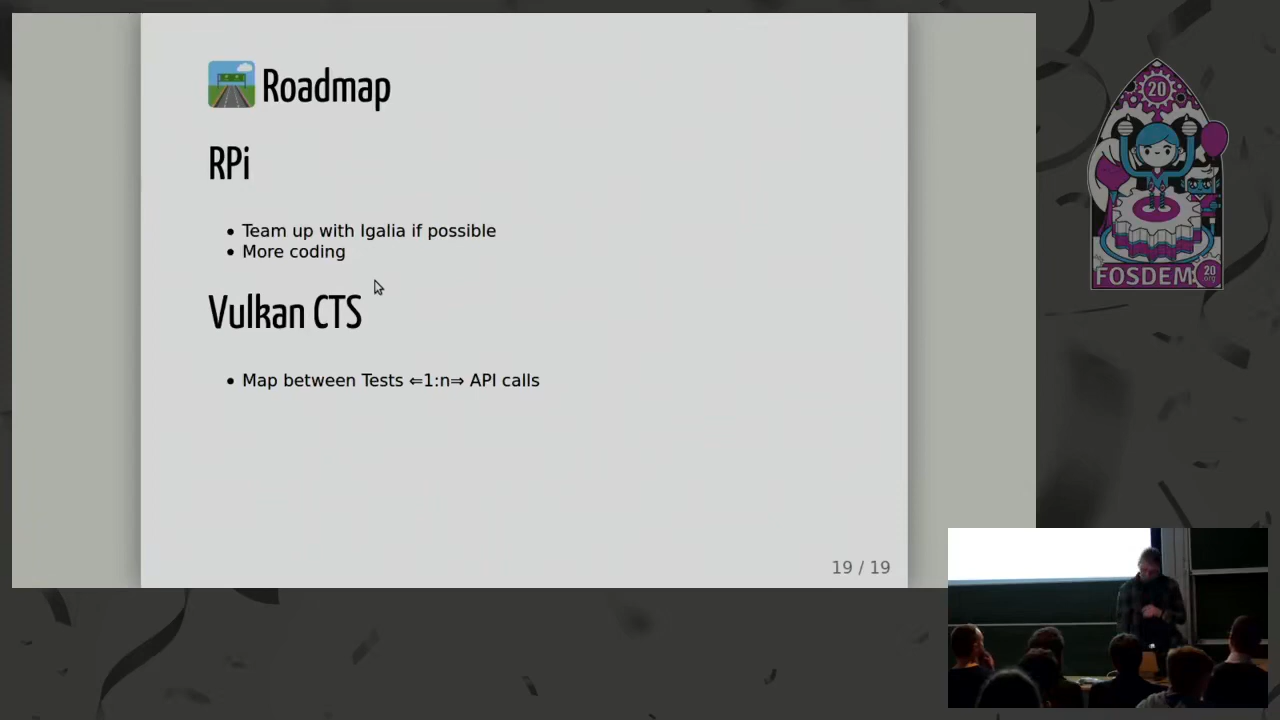 Roadmap
RPi
• Team up with Igalia if possible
• More coding
Vulkan CTS
• Map between Tests ⇐1:n⇒ API calls
19 / 19
20
FOSDEM 20
.org